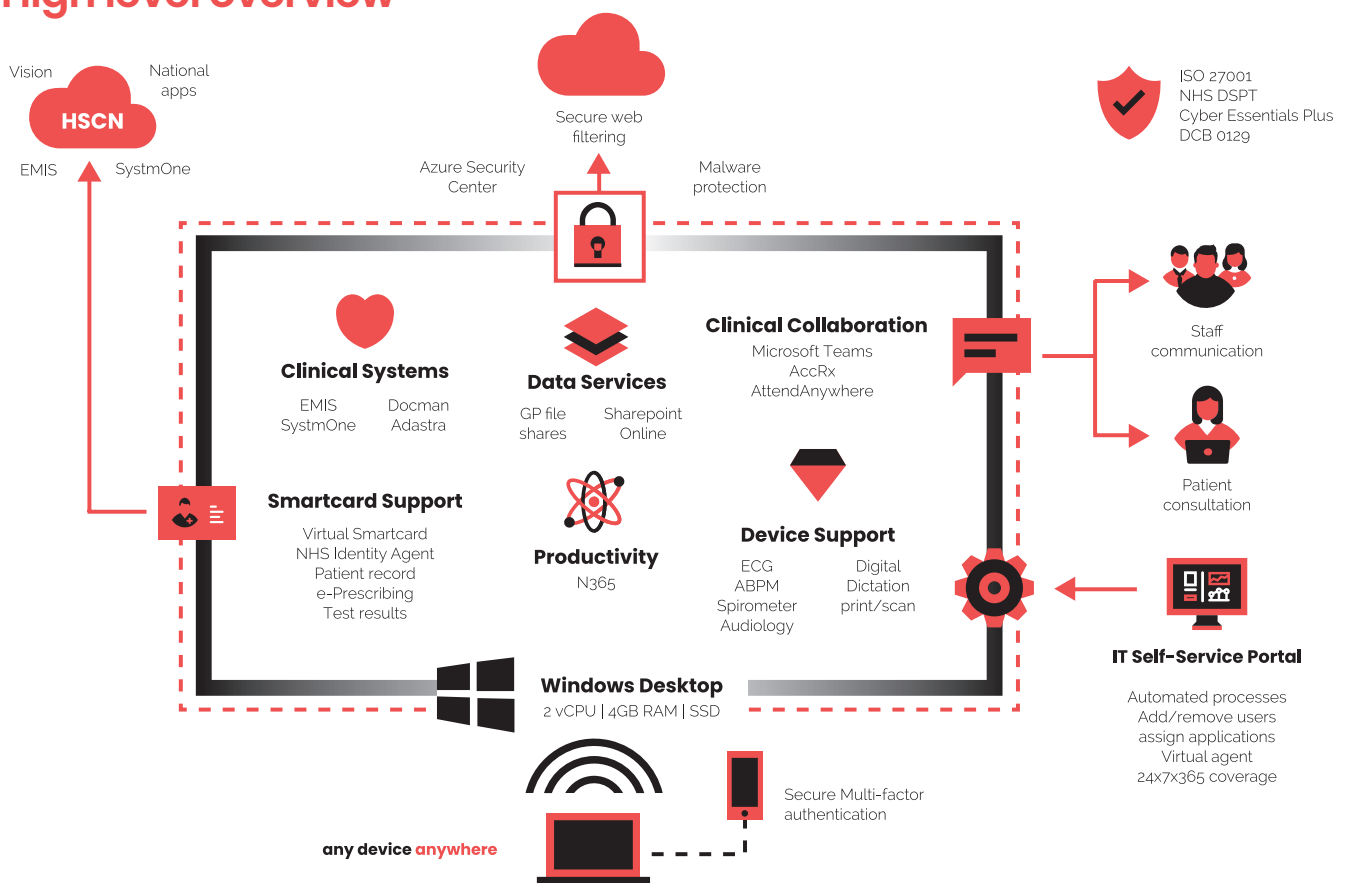 High level overview
Vision
National
apps
HSCN
EMIS
SystmOne
Secure web
filtering
Azure Security
Center
Malware
protection
ISO 27001
NHS DSPT
Cyber Essentials Plus
DCB 0129
Clinical Systems
EMIS
SystmOne
Docman
Adastra
Data Services
GP file
shares
Sharepoint
Online
Clinical Collaboration
Microsoft Teams
AccRx
AttendAnywhere
Staff
communication
Patient
consultation
Smartcard Support
Virtual Smartcard
NHS Identity Agent
Patient record
e-Prescribing
Test results
Productivity
N365
Device Support
ECG
ABPM
Spirometer
Audiology
Digital
Dictation
print/scan
IT Self-Service Portal
Automated processes
Add/remove users
assign applications
Virtual agent
24x7x365 coverage
Windows Desktop
2 vCPU | 4GB RAM | SSD
Secure Multi-factor
authentication
any device anywhere